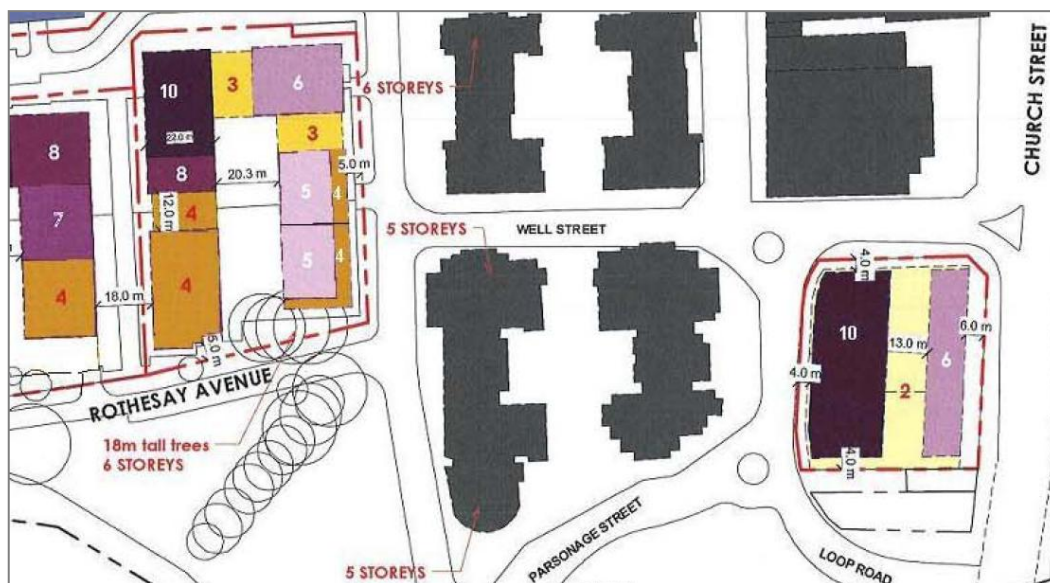 10
3
6
6 STOREYS
CHURCH STREET
22.0 m
3
8
8
20.3 m
5
5.0 m
4
7
12.0 m
4
5 STOREYS
WELL STREET
4
4
5
4
4.0 m
18.0 m
10
13.0 m
6.0 m
6
5.0 m
4.0 m
2
ROTHESAY AVENUE
18m tall trees
6 STOREYS
4.0 m
PARSONAGE STREET
LOOP ROAD
5 STOREYS